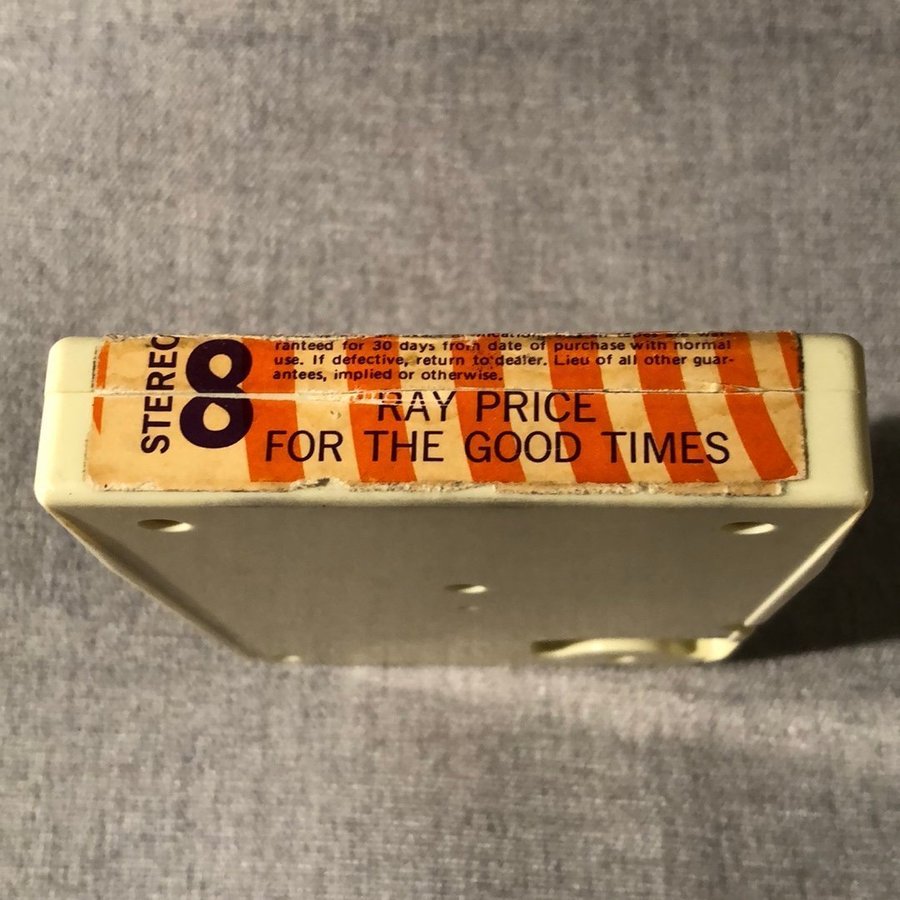 STEREO
8
ranteed for 30 days from date of purchase with normal
use. If defective, return to dealer. Lieu of all other guar-
antees, implied or otherwise.
RAY PRICE
FOR THE GOOD TIMES